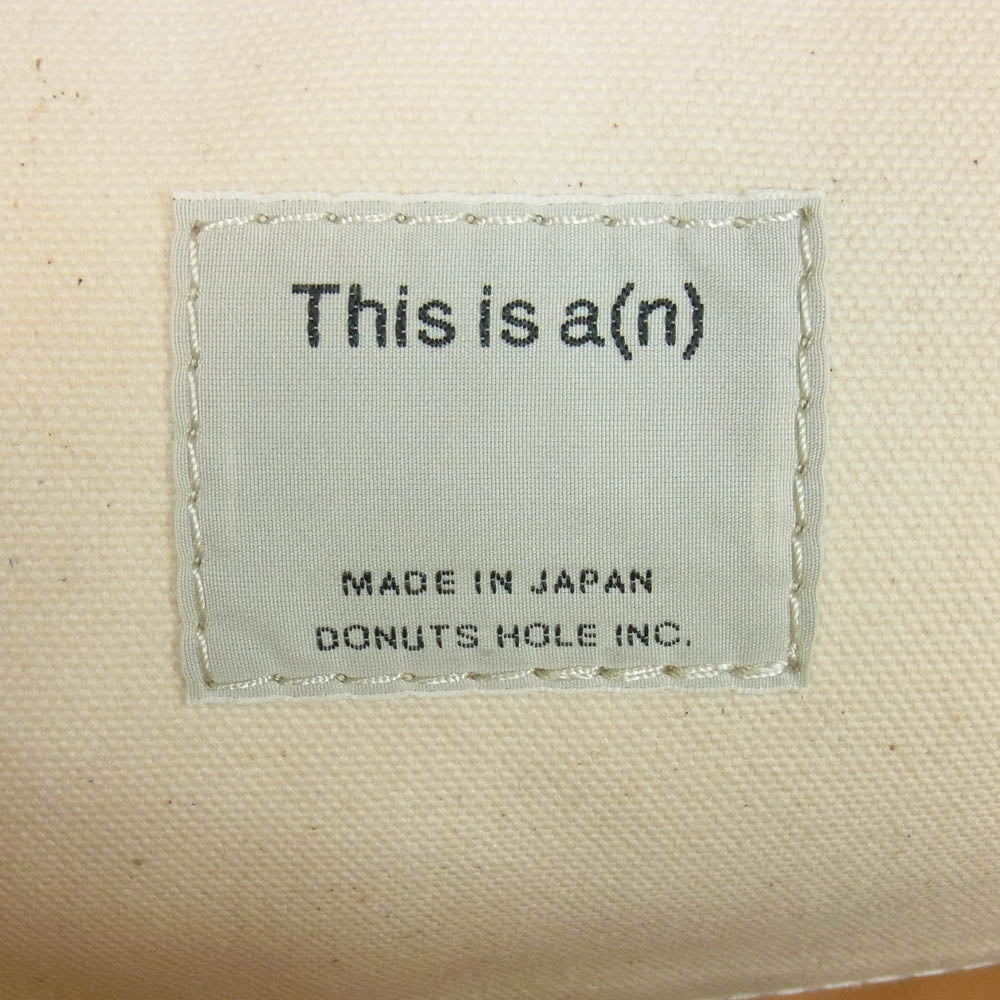 This is a(n)
MADE IN JAPAN
DONUTS HOLE INC.